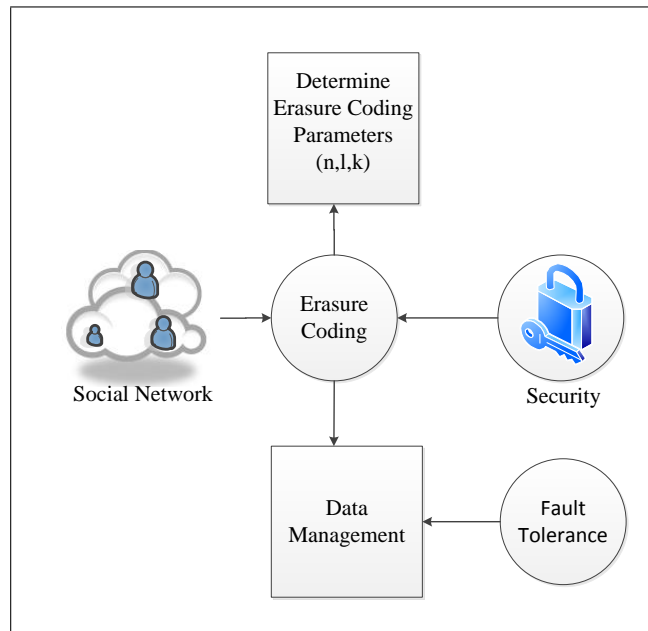 Determine
Erasure Coding
Parameters
(n,l,k)
Erasure
Coding
Social Network
Security
Data
Management
Fault
Tolerance